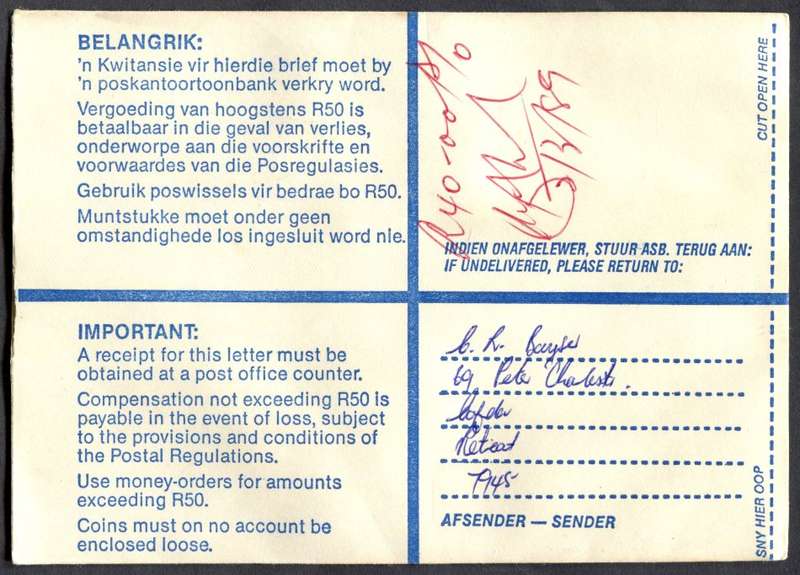 BELANGRIK:
'n Kwitansie vir hierdie brief moet by
'n poskantoortoonbank verkry word.
Vergoeding van hoogstens R50 is
betaalbaar in die geval van verlies,
onderworpe aan die voorskrifte en
voorwaardes van die Posregulasies.
Gebruik poswissels vir bedrae bo R50.
Muntstukke moet onder geen
omstandighede los ingesluit word nie.
IMPORTANT:
A receipt for this letter must be
obtained at a post office counter.
Compensation not exceeding R50 is
payable in the event of loss, subject
to the provisions and conditions of
the Postal Regulations.
Use money-orders for amounts
exceeding R50.
Coins must on no account be
enclosed loose.
R40-00
3/3/89
INDIEN ONAFGELEWER, STUUR ASB. TERUG AAN:
IF UNDELIVERED, PLEASE RETURN TO:
69 Peter
Retreat
7945
AFSENDER — SENDER
CUT OPEN HERE
SNY HIER OOP